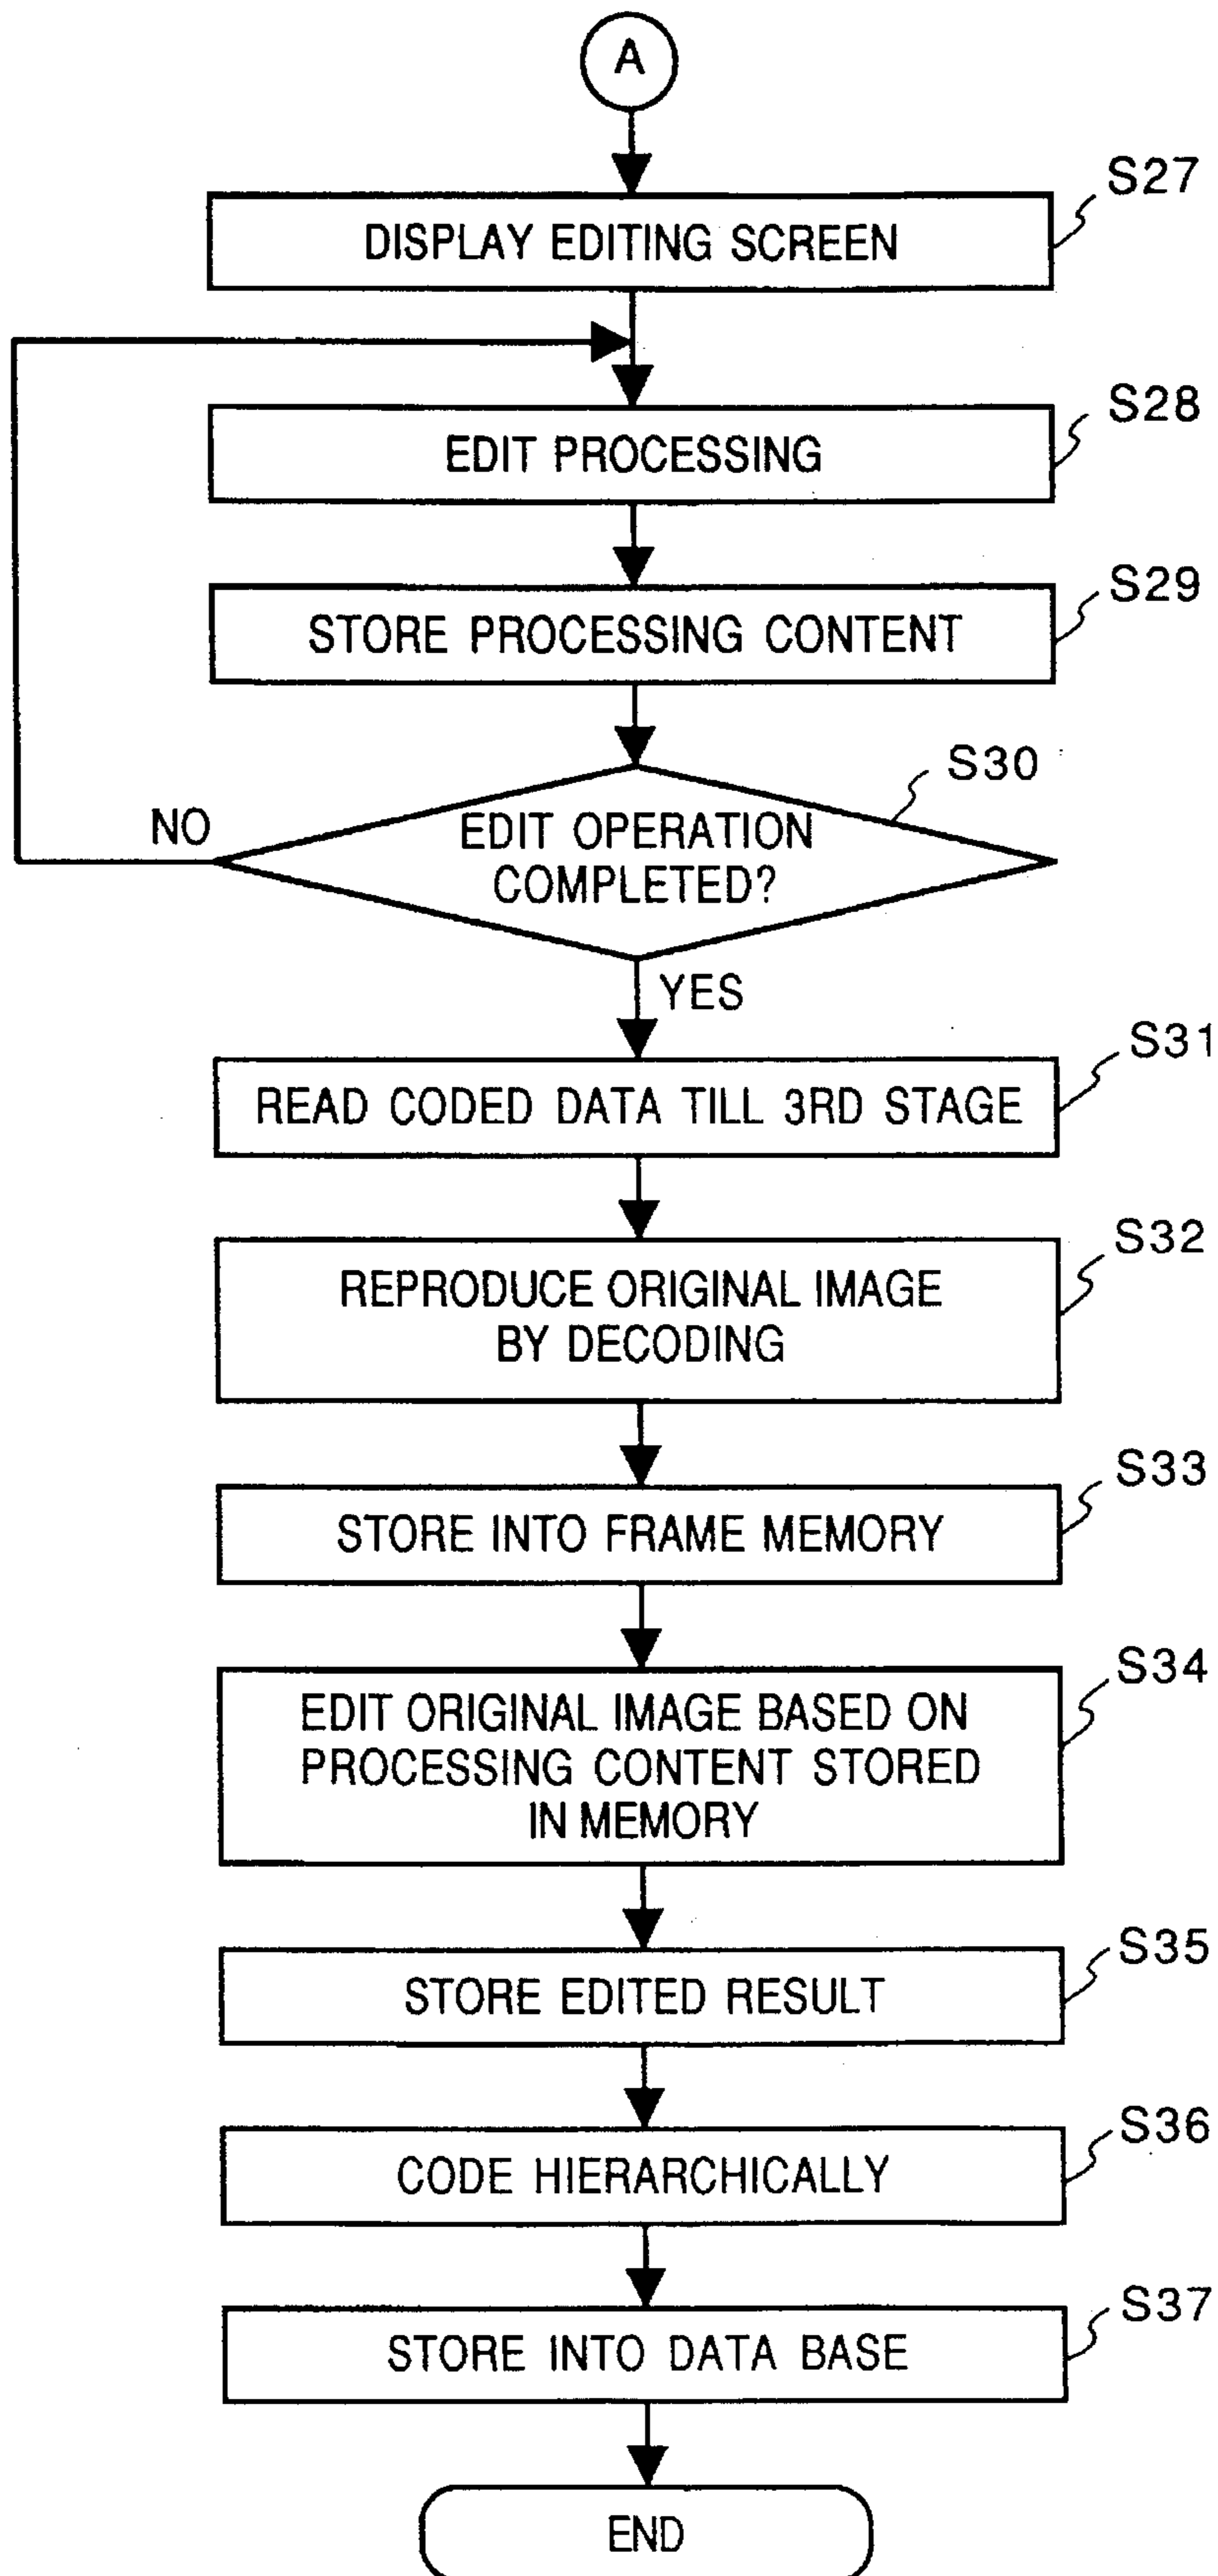 A
S27
DISPLAY EDITING SCREEN
S28
EDIT PROCESSING
S29
STORE PROCESSING CONTENT
S30
NO
EDIT OPERATION
COMPLETED?
YES
S31
READ CODED DATA TILL 3RD STAGE
S32
REPRODUCE ORIGINAL IMAGE
BY DECODING
S33
STORE INTO FRAME MEMORY
S34
EDIT ORIGINAL IMAGE BASED ON
PROCESSING CONTENT STORED
IN MEMORY
S35
STORE EDITED RESULT
S36
CODE HIERARCHICALLY
S37
STORE INTO DATA BASE
END